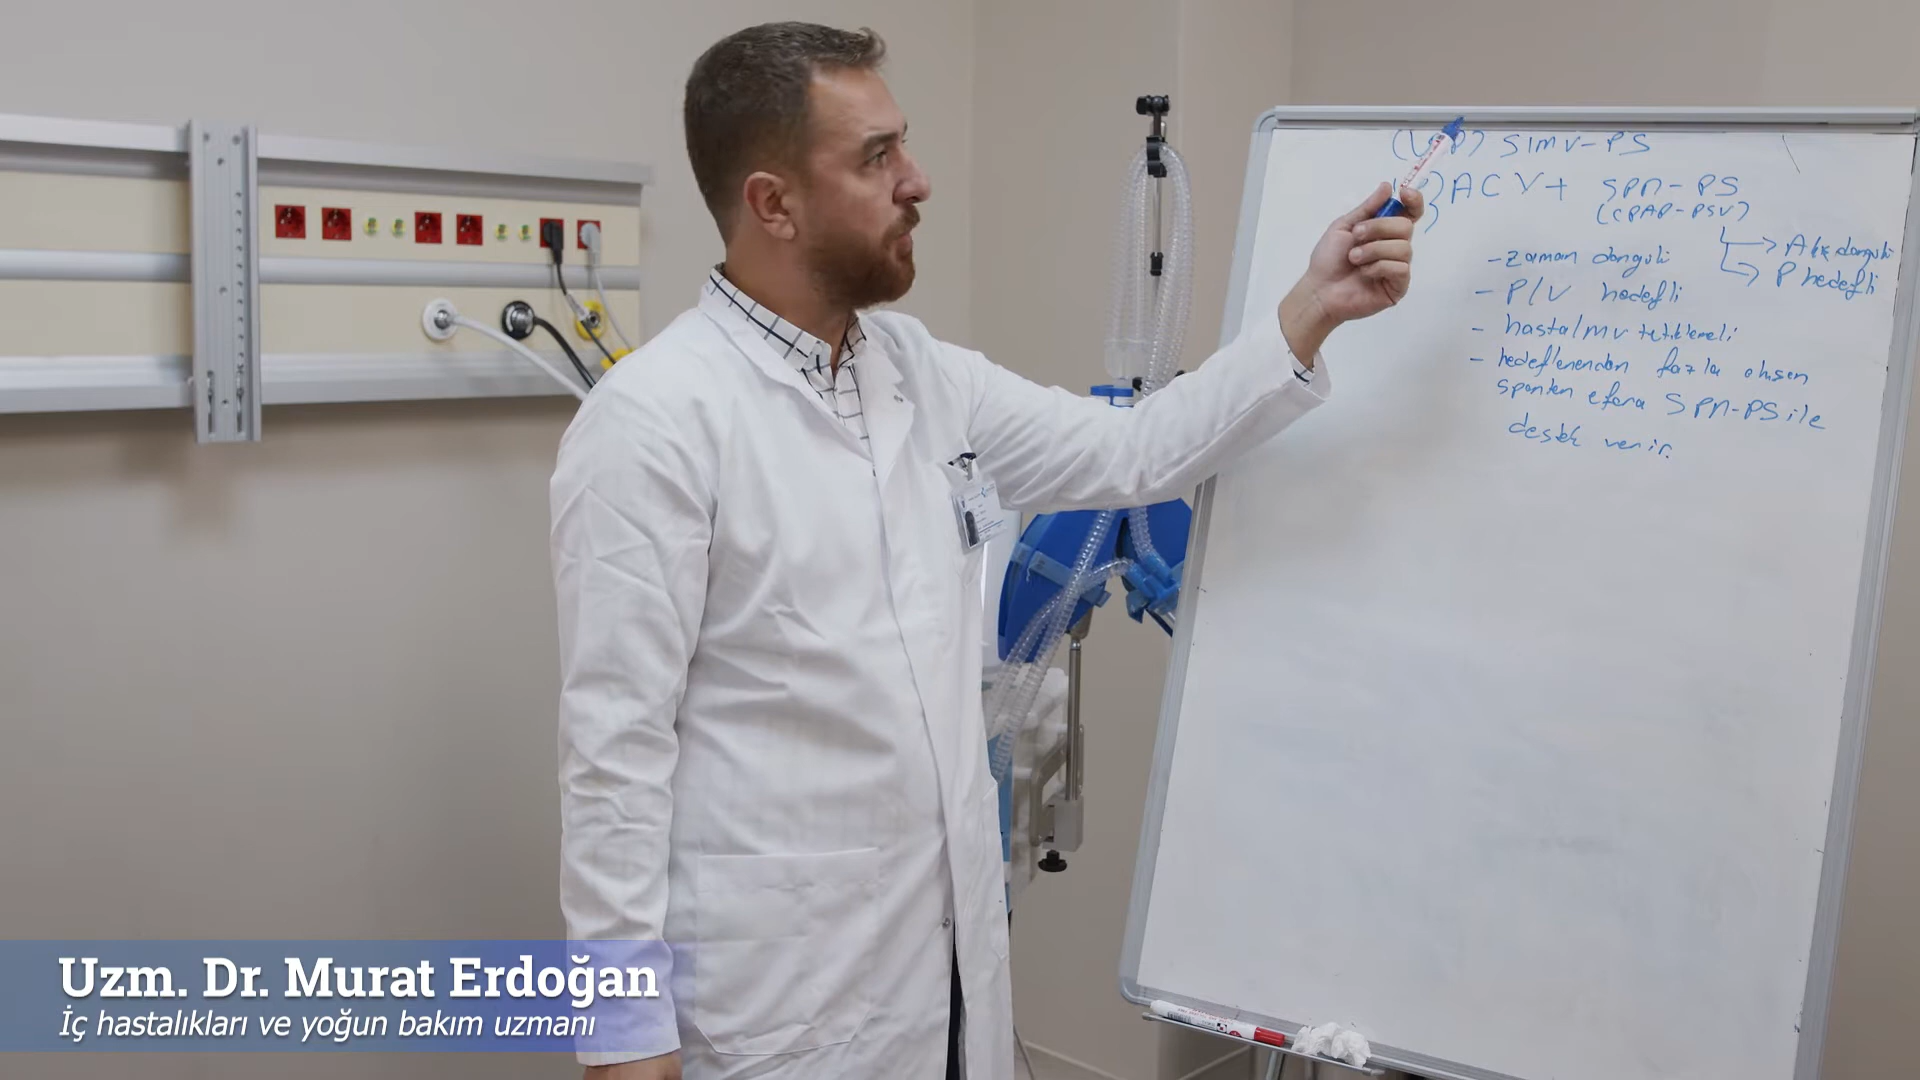 SIMV-PS
ACV+ SPN-PS
(CPAP-PSV)
-zaman döngülü
→ Akış döngülü
→ P hedefli
- P/V hedefli
- hasta/mv tetiklemeli
- hedeflenenden fazla oluşan
spontan efora SPN-PS ile
destek verir.
Uzm. Dr. Murat Erdoğan
İç hastalıkları ve yoğun bakım uzmanı